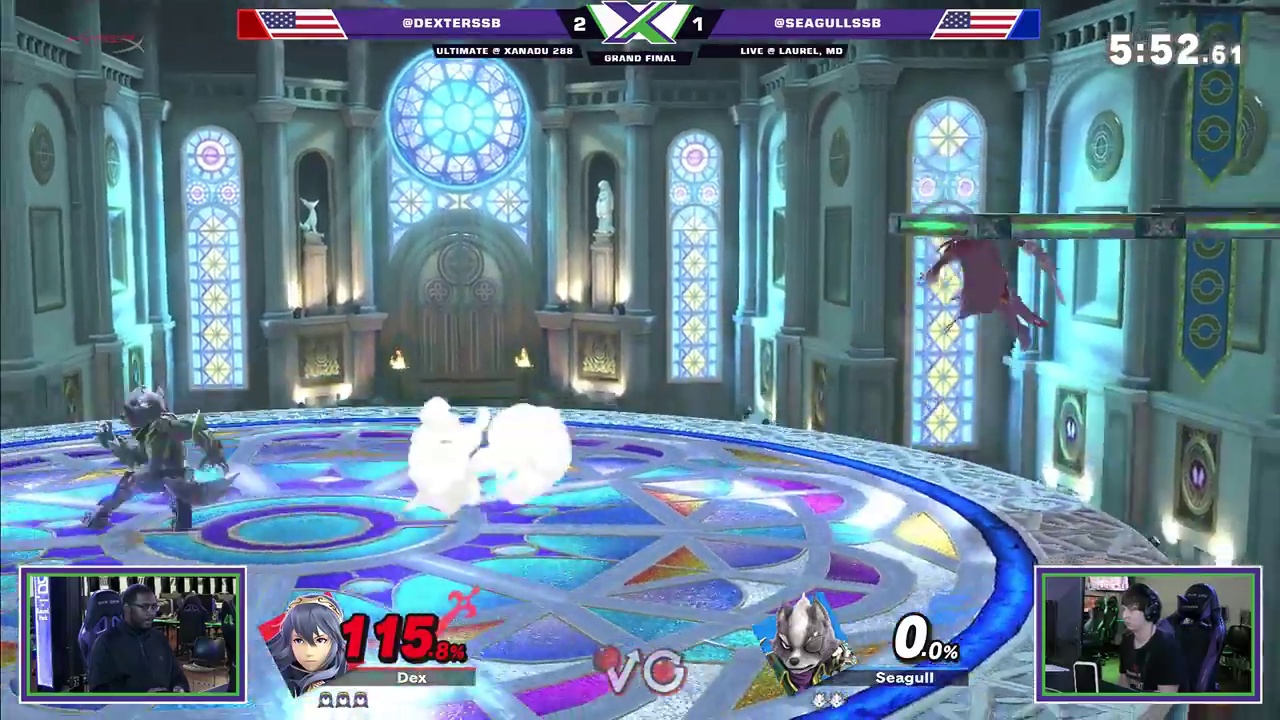 @DEXTERSSB 2 1 @SEAGULLSSB
ULTIMATE @ XANADU 288 LIVE @ LAUREL, MD
GRAND FINAL
5:52.61
115.8% 0.0%
Dex Seagull
VG